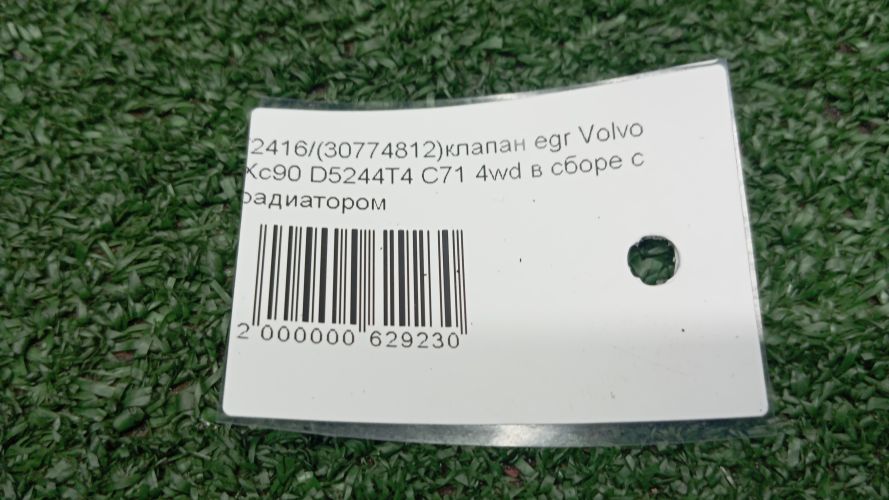 2416/(30774812)клапан egr Volvo
Xc90 D5244T4 C71 4wd в сборе с
радиатором
2 000000 629230